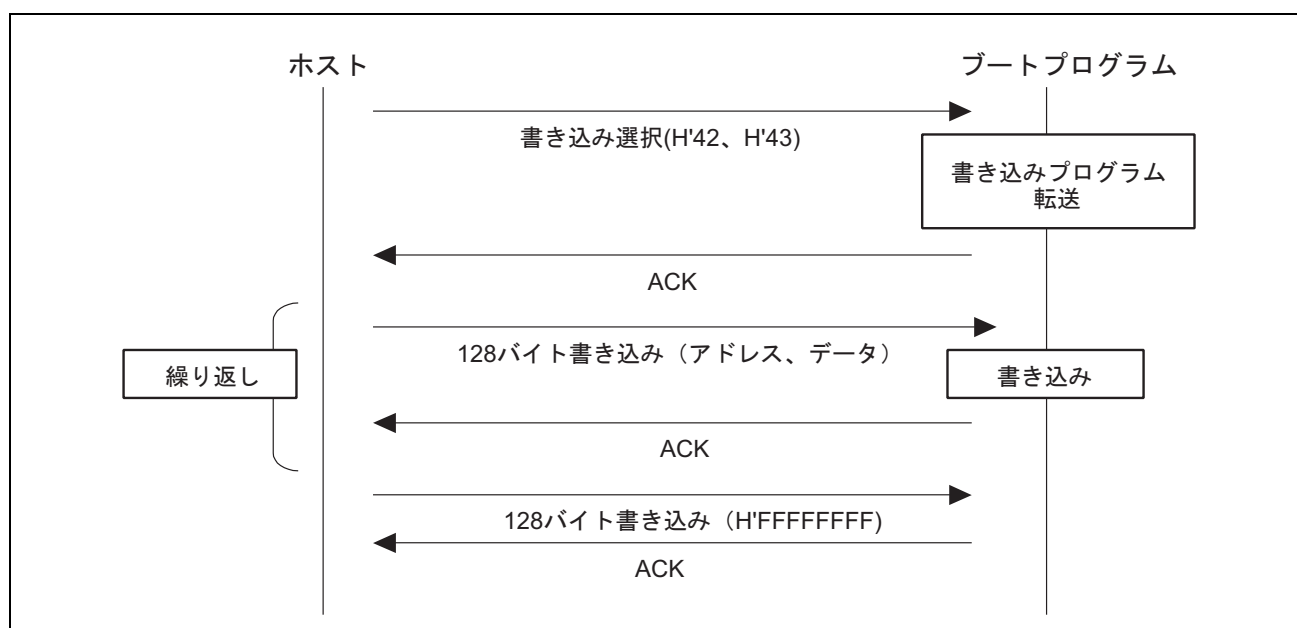 ホスト
ブートプログラム
書き込み選択(H'42、H'43)
書き込みプログラム
転送
ACK
128バイト書き込み（アドレス、データ）
繰り返し
書き込み
ACK
128バイト書き込み（H'FFFFFFFF)
ACK